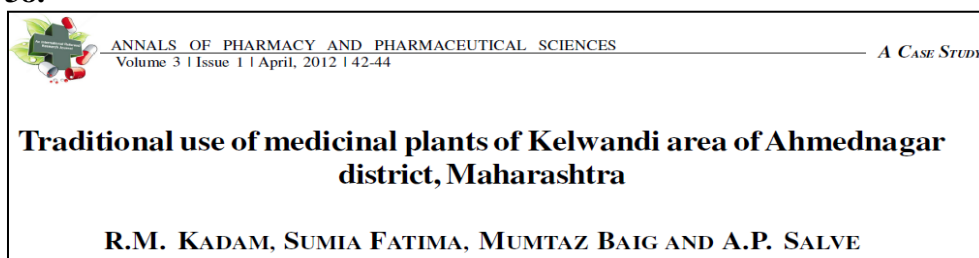 ANNALS OF PHARMACY AND PHARMACEUTICAL SCIENCES
Volume 3 | Issue 1 | April, 2012 | 42-44
A CASE STUDY
Traditional use of medicinal plants of Kelwandi area of Ahmednagar
district, Maharashtra
R.M. KADAM, SUMIA FATIMA, MUMTAZ BAIG AND A.P. SALVE